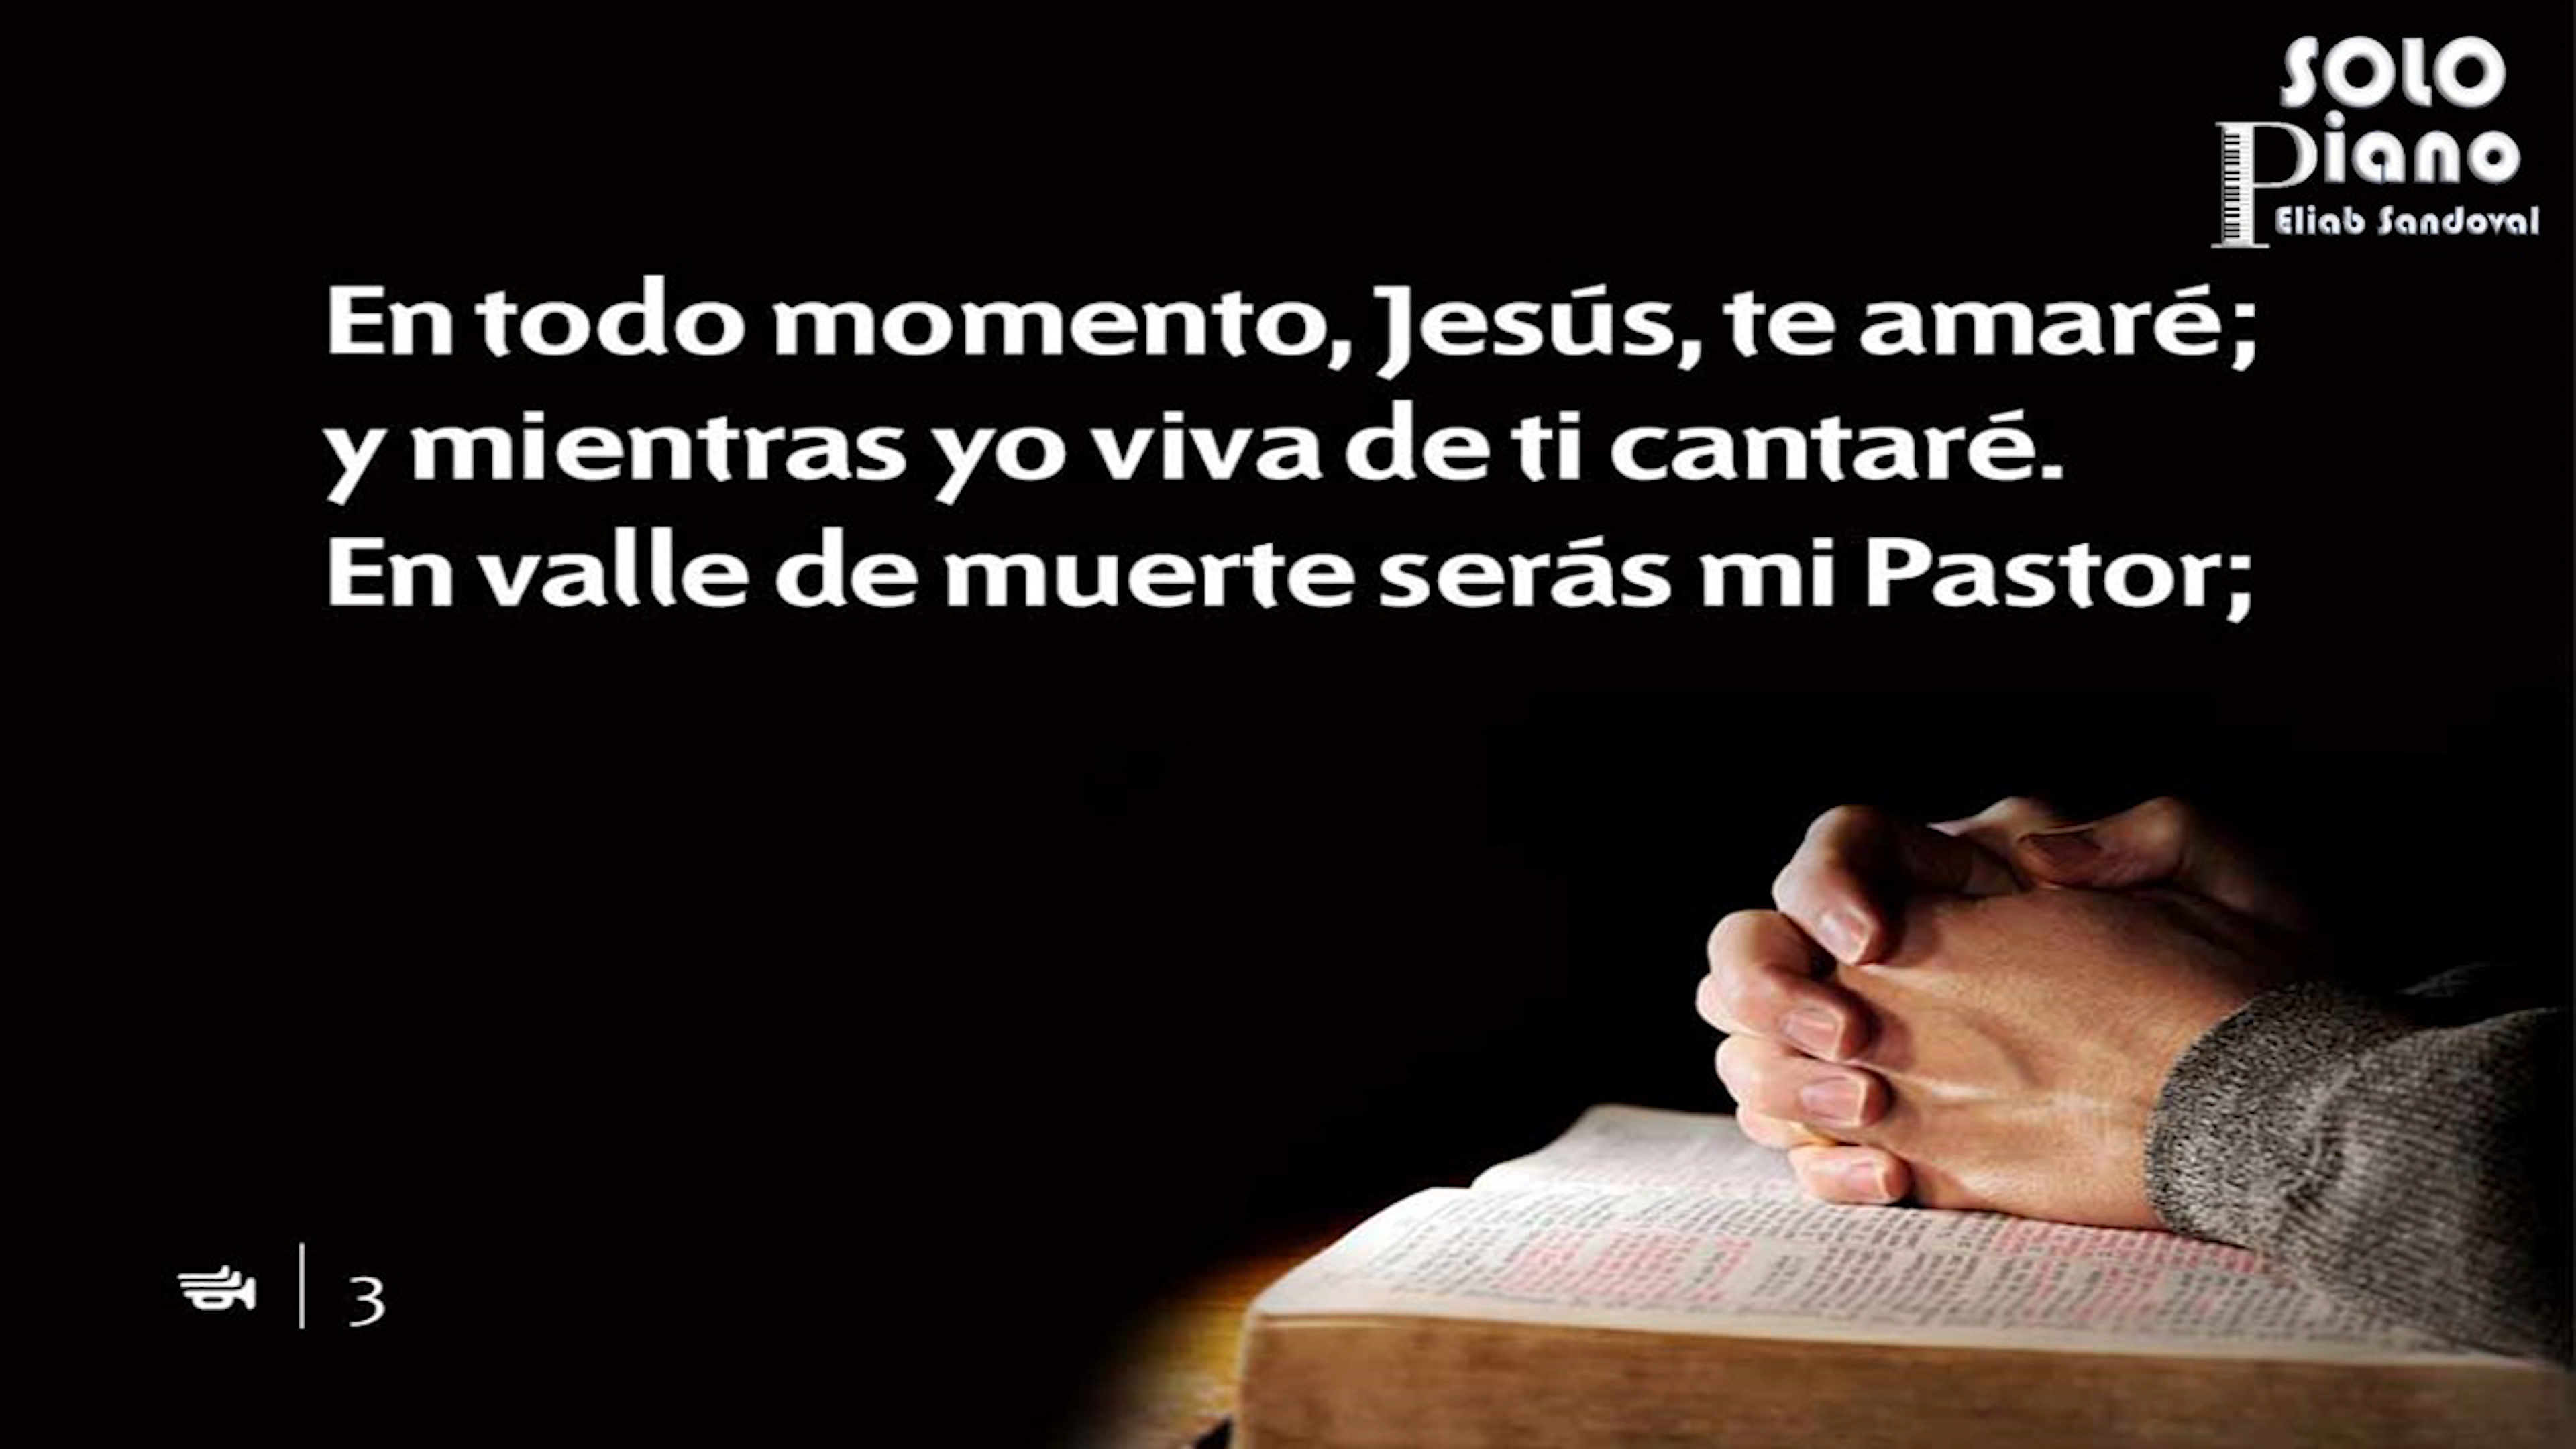 SOLO
Piano
Eliab Sandoval
En todo momento, Jesús, te amaré;
y mientras yo viva de ti cantaré.
En valle de muerte serás mi Pastor;
3